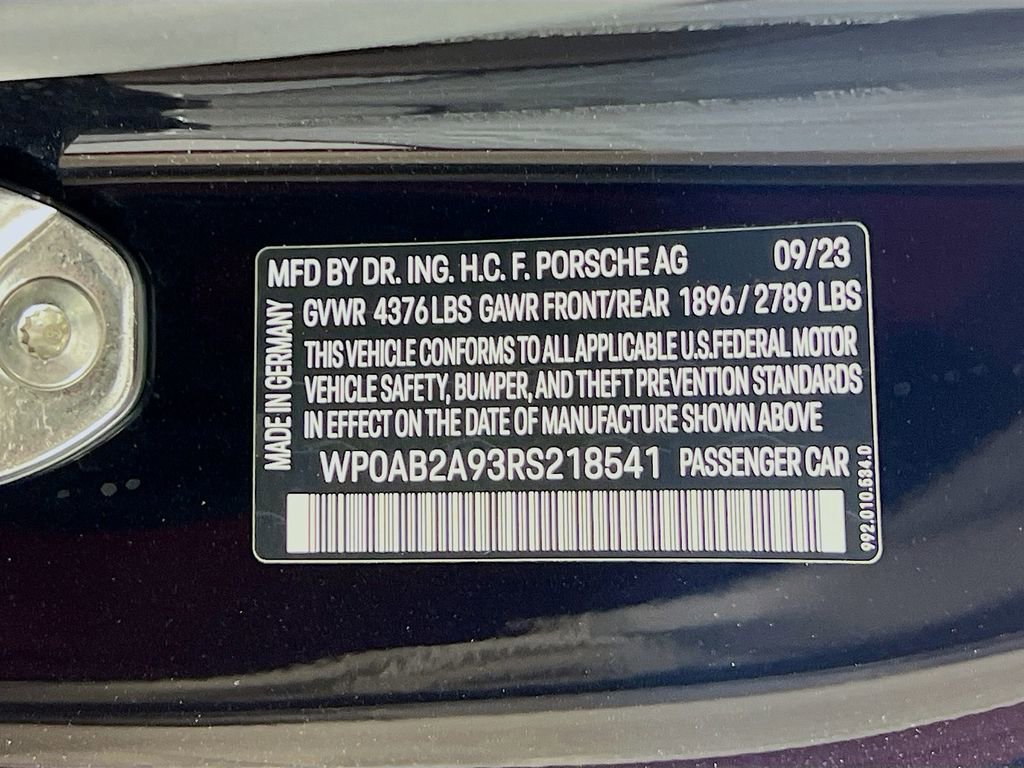 MFD BY DR. ING. H.C. F. PORSCHE AG 09/23
GVWR 4376 LBS GAWR FRONT/REAR 1896/2789 LBS
THIS VEHICLE CONFORMS TO ALL APPLICABLE U.S.FEDERAL MOTOR
VEHICLE SAFETY, BUMPER, AND THEFT PREVENTION STANDARDS
IN EFFECT ON THE DATE OF MANUFACTURE SHOWN ABOVE
WP0AB2A93RS218541 PASSENGER CAR
MADE IN GERMANY
992.010.684.0